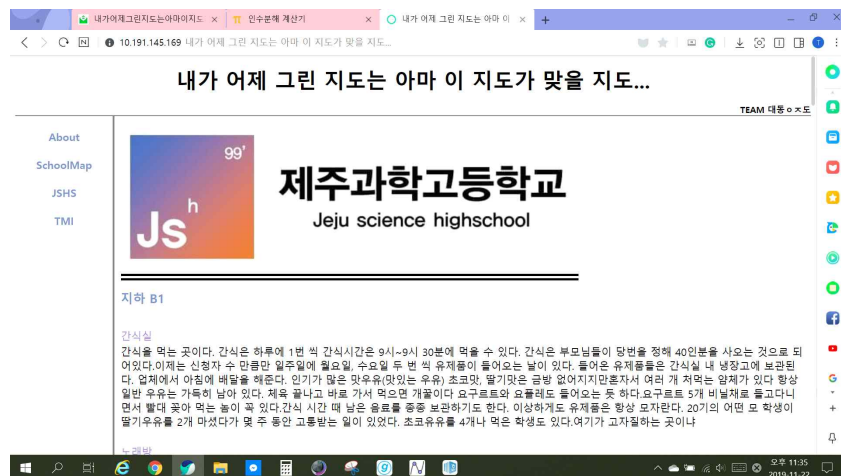 내가어제그린지도는아마이지도
인수분해 계산기
내가 어제 그린 지도는 아마 이
10.191.145.169 내가 어제 그린 지도는 아마 이 지도가 맞을 지도...
내가 어제 그린 지도는 아마 이 지도가 맞을 지도...
TEAM 대동ㅇㅈ도
About
SchoolMap
JSHS
TMI
99'
Jsʰ
제주과학고등학교
Jeju science highschool
지하 B1
간식실
간식을 먹는 곳이다. 간식은 하루에 1번 씩 간식시간은 9시~9시 30분에 먹을 수 있다. 간식은 부모님들이 당번을 정해 40인분을 사오는 것으로 되
어있다.이제는 신청자 수 만큼만 일주일에 월요일, 수요일 두 번 씩 유제품이 들어오는 날이 있다. 들어온 유제품들은 간식실 내 냉장고에 보관된
다. 업체에서 아침에 배달을 해준다. 인기가 많은 맛우유(맛있는 우유) 초코맛, 딸기맛은 금방 없어지지만혼자서 여러 개 처먹는 얌체가 있다 항상
일반 우유는 가득히 남아 있다. 체육 끝나고 바로 가서 먹으면 개꿀이다 요구르트와 요플레도 들어오는 듯 하다.요구르트 5개 비닐채로 들고다니
면서 빨대 꽂아 먹는 놈이 꼭 있다.간식 시간 때 남은 음료를 종종 보관하기도 한다. 이상하게도 유제품은 항상 모자란다. 20기의 어떤 모 학생이
딸기우유를 2개 마셨다가 몇 주 동안 고통받는 일이 있었다. 초코유유를 4개나 먹은 학생도 있다.여기가 고자질하는 곳이냐
노래방
오후 11:35
2019-11-22